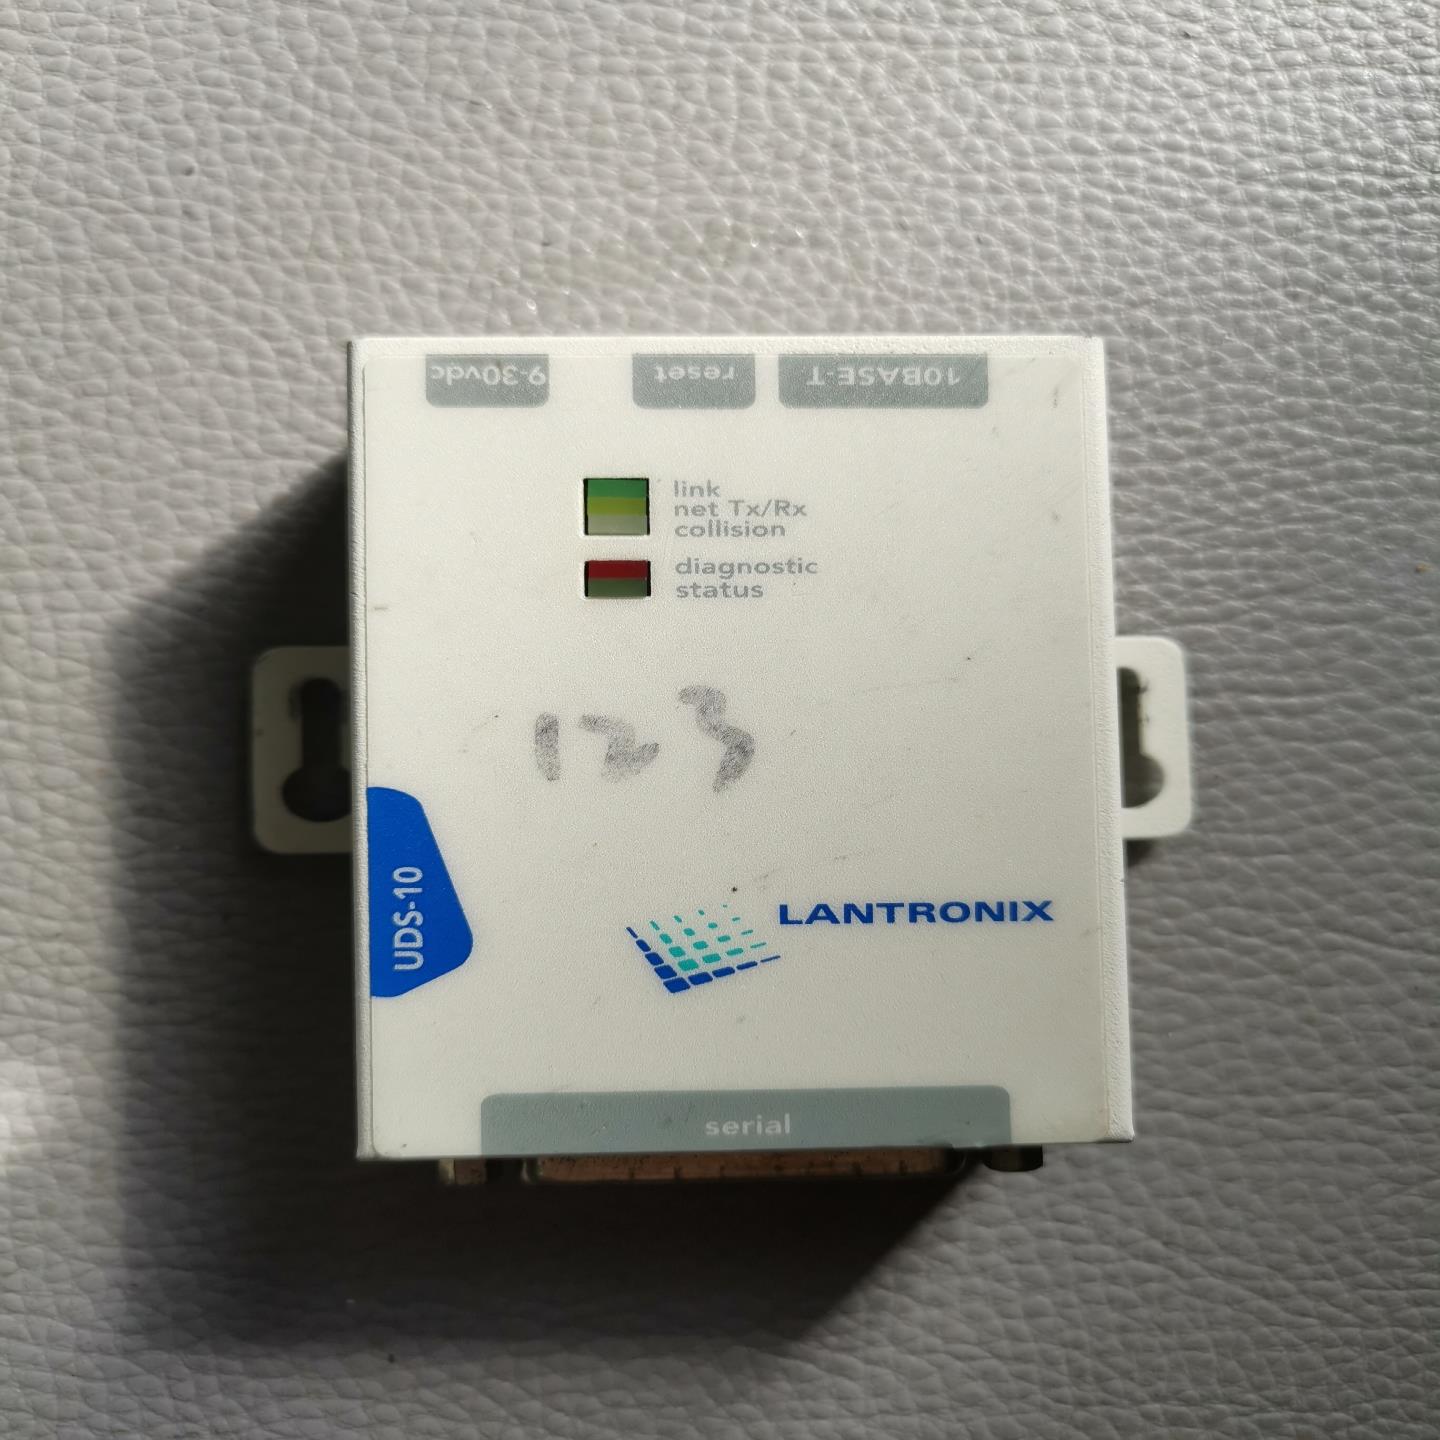 9-30vdc
reset
10BASE-T
link
net Tx/Rx
collision
diagnostic
status
123
UDS-10
LANTRONIX
serial